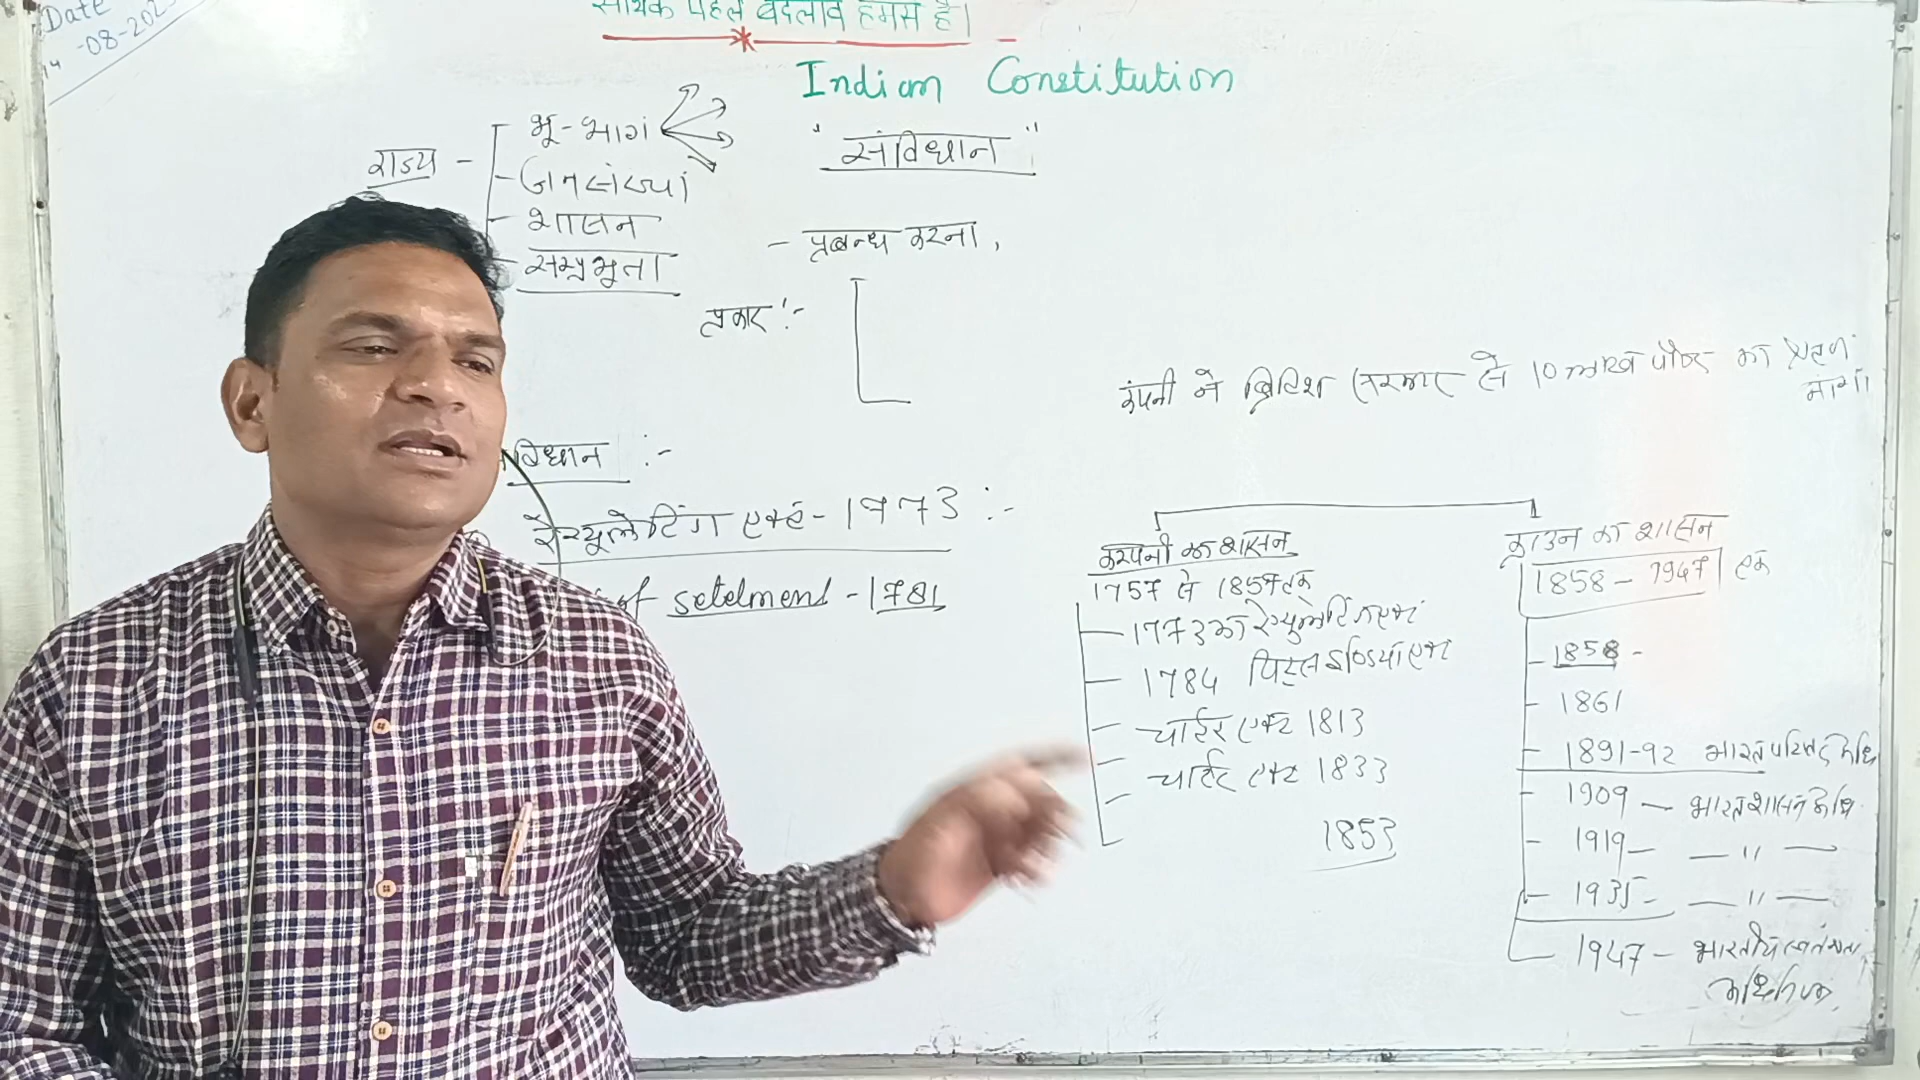 Date
-08-202
सार्थक पहल बदलाव हमसे है।
Indian Constitution
"संविधान"
राज्य -
भू-भाग
जनसंख्या
शासन
सम्प्रभुता
- प्रबन्ध करना,
प्रकार :-
कंपनी ने ब्रिटिश सरकार से 10 लाख पौण्ड का ऋण
मांगा
विधान :-
रेग्यूलेटिंग एक्ट - 1773 :-
of setelment - 1781
कम्पनी का शासन
1757 से 1857 तक
- 1773 का रेग्युलेटिंग एक्ट
- 1784 पिट्स इण्डिया एक्ट
- चार्टर एक्ट 1813
- चार्टर एक्ट 1833
1853
क्राउन का शासन
1858 - 1947 तक
- 1858 -
- 1861
- 1891-92 भारत परिषद अधि
- 1909 - भारत शासन अधि
- 1919 - — 11 —
- 1935 - — 11 —
- 1947 - भारतीय स्वतंत्रता
अधिनियम